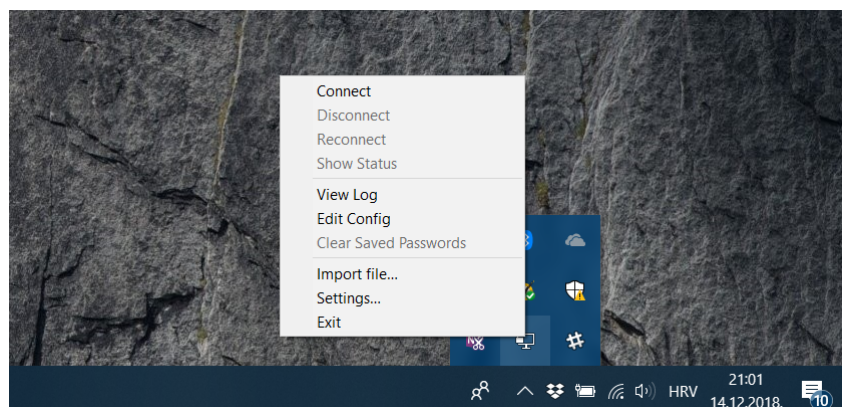 Connect
Disconnect
Reconnect
Show Status
View Log
Edit Config
Clear Saved Passwords
Import file...
Settings...
Exit
HRV
21:01
14.12.2018.
10